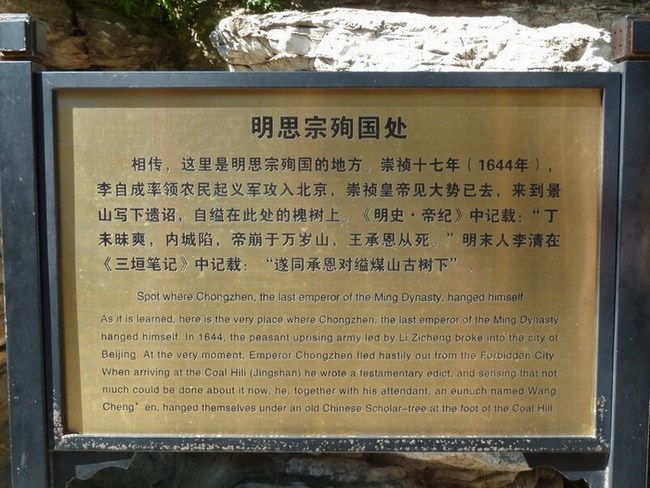 明思宗殉国处
相传，这里是明思宗殉国的地方。崇祯十七年（1644年），
李自成率领农民起义军攻入北京，崇祯皇帝见大势已去，来到景
山写下遗诏，自缢在此处的槐树上。《明史·帝纪》中记载：“丁
未昧爽，内城陷，帝崩于万岁山，王承恩从死。”明末人李清在
《三垣笔记》中记载：“遂同承恩对缢煤山古树下”。
Spot where Chongzhen, the last emperor of the Ming Dynasty, hanged himself
As it is learned, here is the very place where Chongzhen, the last emperor of the Ming Dynasty
hanged himself. In 1644, the peasant uprising army led by Li Zicheng broke into the city of
Beijing. At the very moment, Emperor Chongzhen fled hastily out from the Forbidden City.
When arriving at the Coal Hill (Jingshan) he wrote a festamentary edict, and sensing that not
much could be done about it now, he, together with his attendant, an eunuch named Wang
Cheng’en, hanged themselves under an old Chinese Scholar-tree at the foot of the Coal Hill.